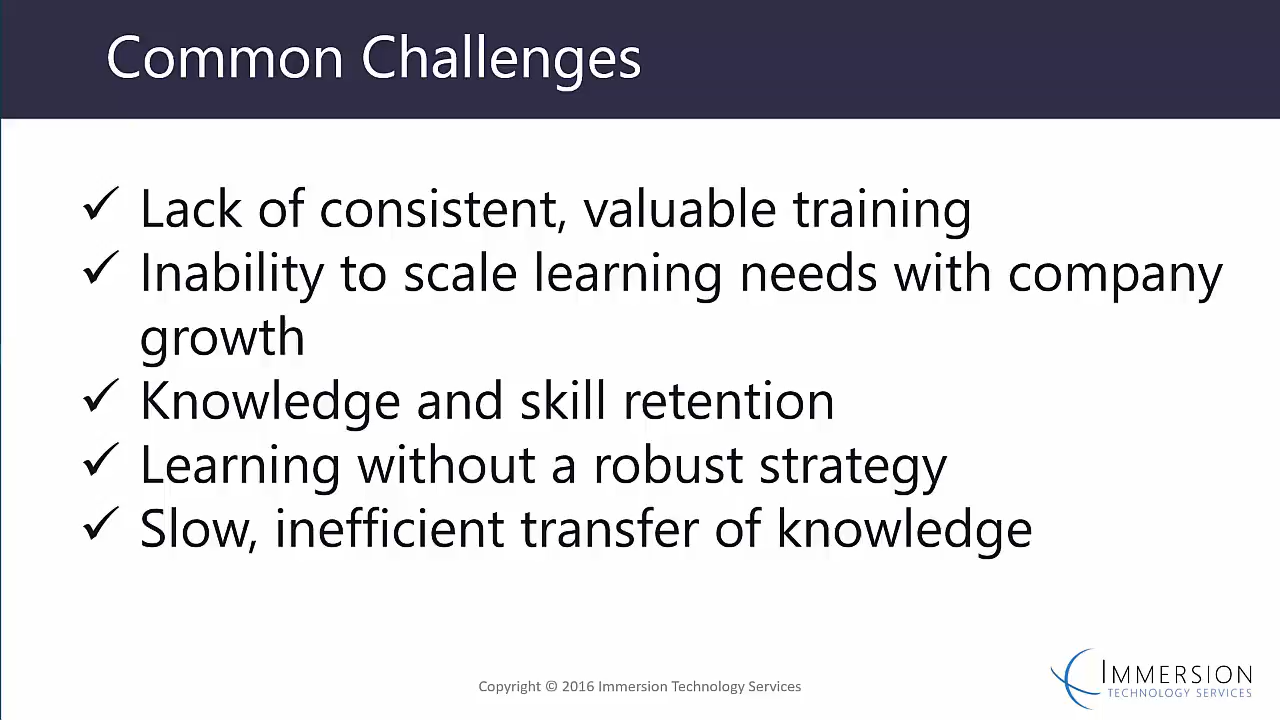 Common Challenges
✓ Lack of consistent, valuable training
✓ Inability to scale learning needs with company
growth
✓ Knowledge and skill retention
✓ Learning without a robust strategy
✓ Slow, inefficient transfer of knowledge
Copyright © 2016 Immersion Technology Services
IMMERSION
TECHNOLOGY SERVICES